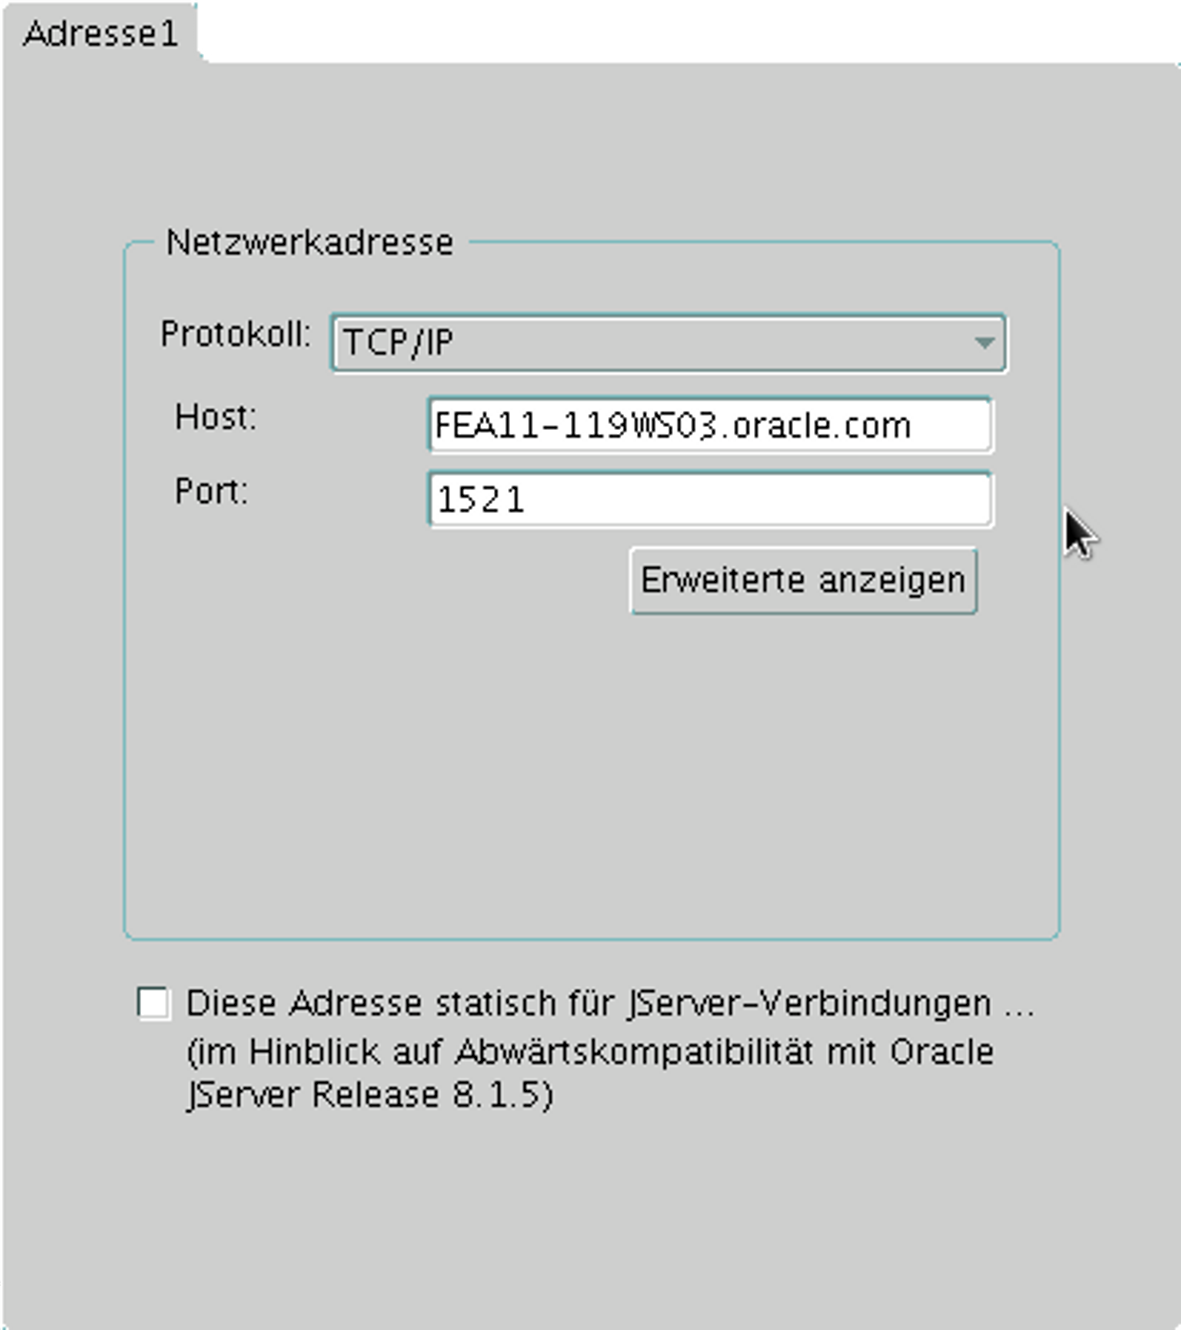 Adresse1
Netzwerkadresse
Protokoll: TCP/IP
Host: FEA11-119WS03.oracle.com
Port: 1521
Erweiterte anzeigen
Diese Adresse statisch für JServer-Verbindungen ...
(im Hinblick auf Abwärtskompatibilität mit Oracle
JServer Release 8.1.5)